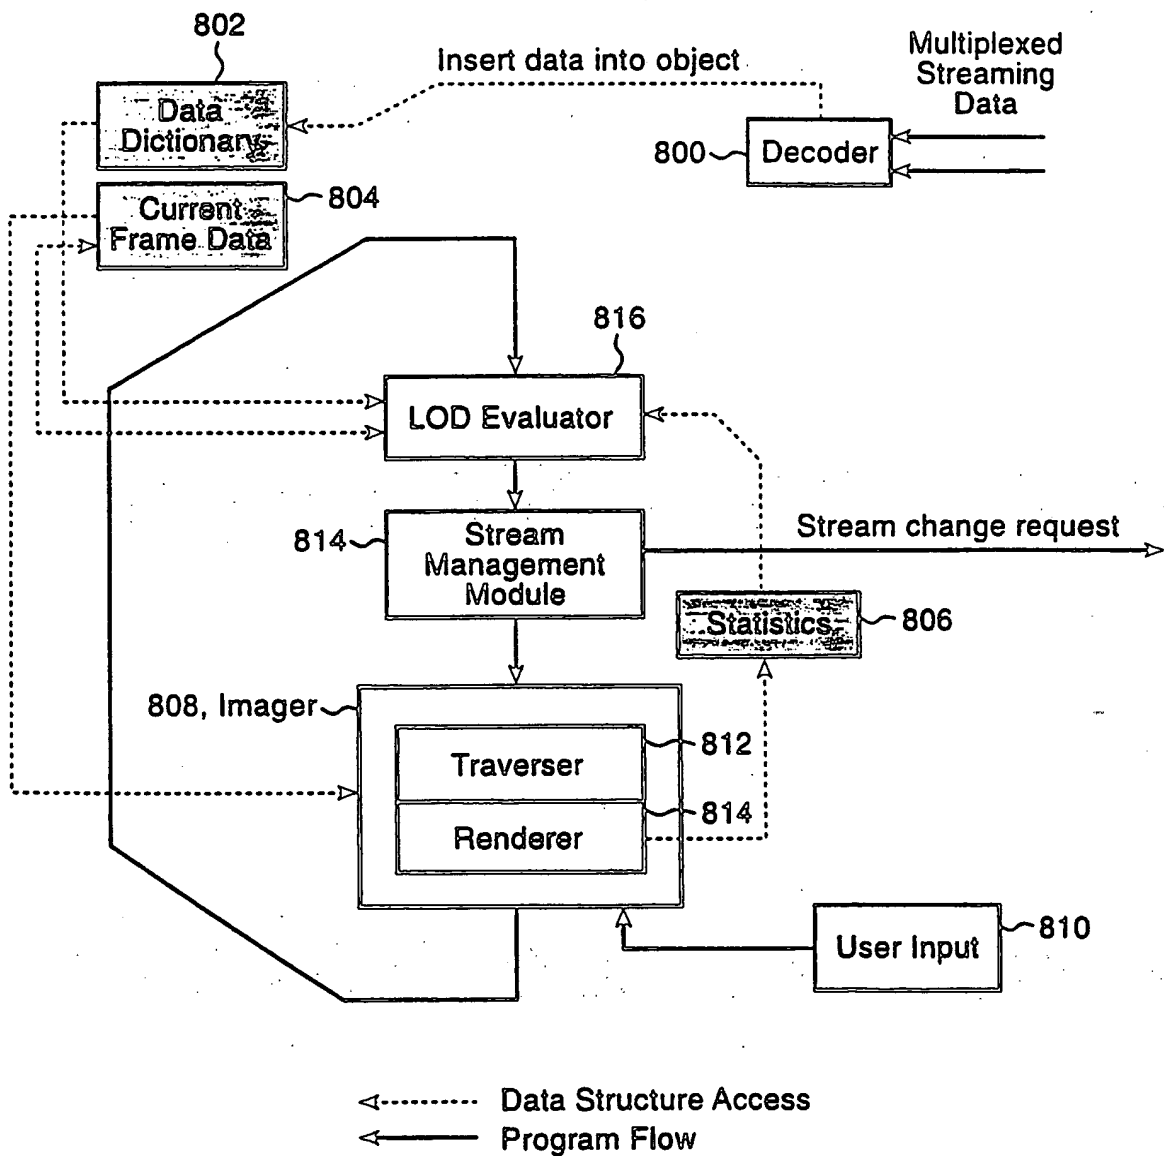 802
Insert data into object
Multiplexed
Streaming
Data
Data
Dictionary
800
Decoder
Current
Frame Data
804
816
LOD Evaluator
814
Stream
Management
Module
Stream change request
Statistics
806
808, Imager
812
Traverser
814
Renderer
User Input
810
Data Structure Access
Program Flow